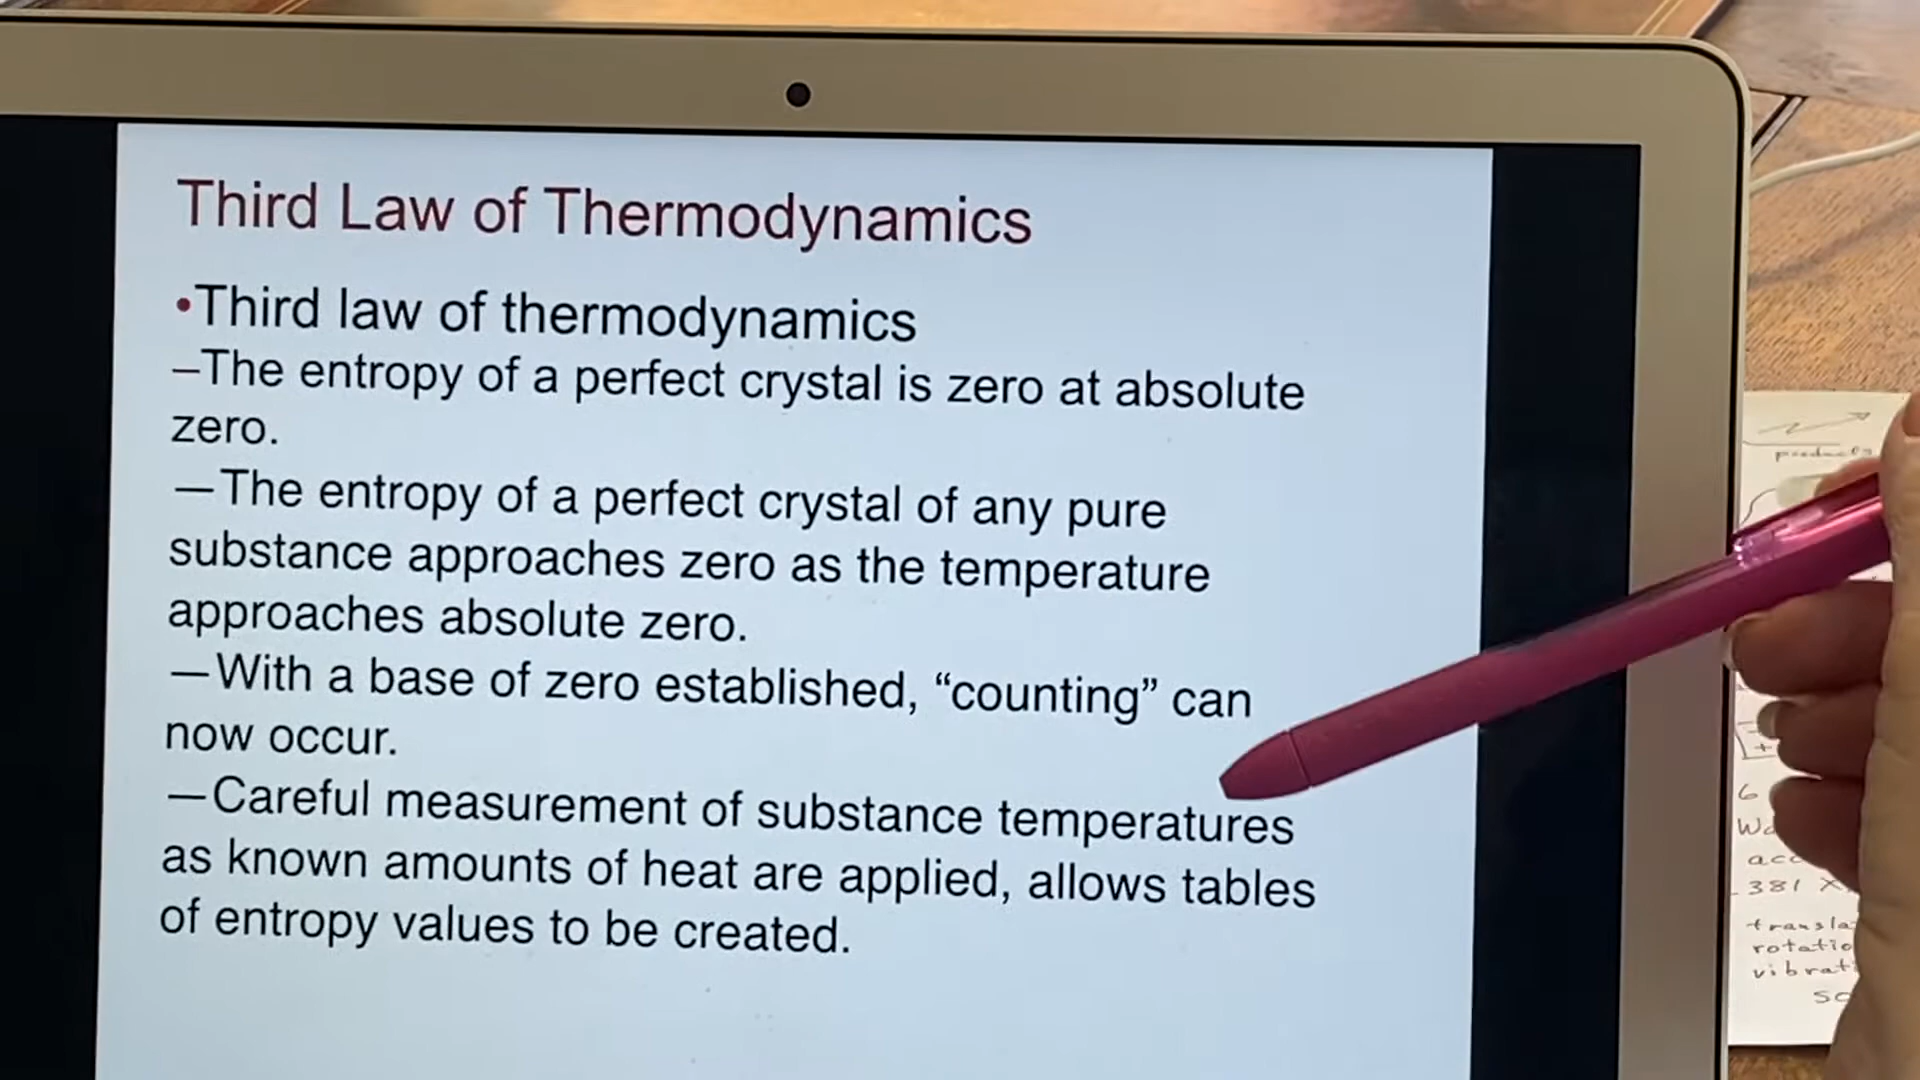 Third Law of Thermodynamics
•Third law of thermodynamics
–The entropy of a perfect crystal is zero at absolute
zero.
—The entropy of a perfect crystal of any pure
substance approaches zero as the temperature
approaches absolute zero.
—With a base of zero established, “counting” can
now occur.
—Careful measurement of substance temperatures
as known amounts of heat are applied, allows tables
of entropy values to be created.
6
381 X